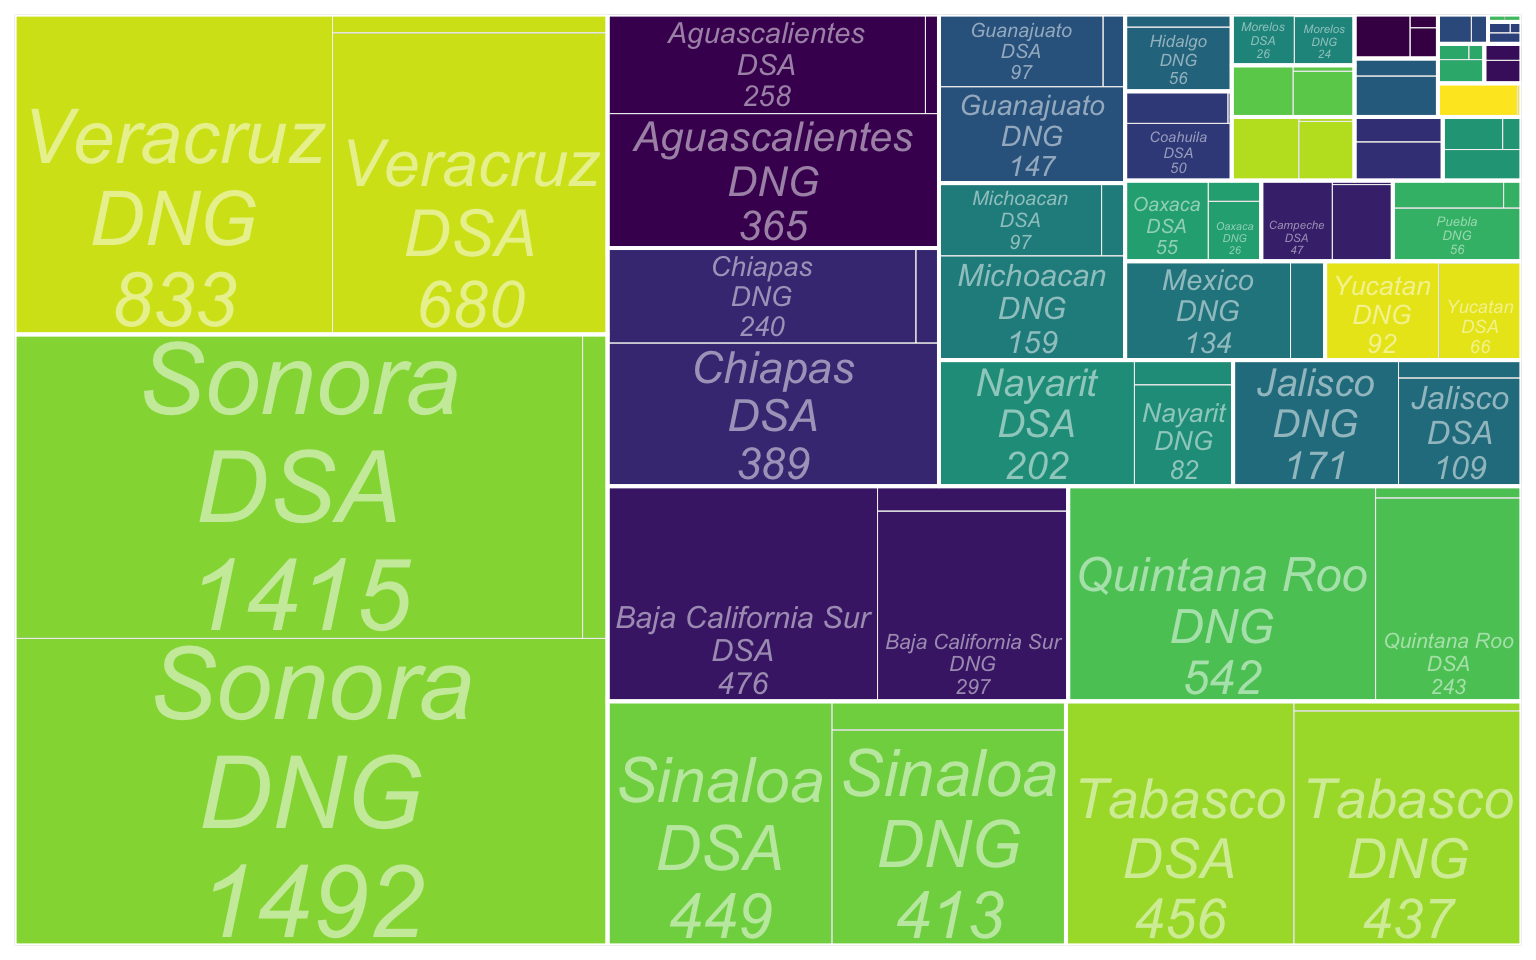 Veracruz
DNG
833
Veracruz
DSA
680
Sonora
DSA
1415
Sonora
DNG
1492
Aguascalientes
DSA
258
Aguascalientes
DNG
365
Chiapas
DNG
240
Chiapas
DSA
389
Guanajuato
DSA
97
Guanajuato
DNG
147
Michoacan
DSA
97
Michoacan
DNG
159
Hidalgo
DNG
56
Coahuila
DSA
50
Morelos
DSA
26
Morelos
DNG
24
Oaxaca
DSA
55
Oaxaca
DNG
26
Campeche
DSA
47
Puebla
DNG
56
Mexico
DNG
134
Yucatan
DNG
92
Yucatan
DSA
66
Nayarit
DSA
202
Nayarit
DNG
82
Jalisco
DNG
171
Jalisco
DSA
109
Baja California Sur
DSA
476
Baja California Sur
DNG
297
Quintana Roo
DNG
542
Quintana Roo
DSA
243
Sinaloa
DSA
449
Sinaloa
DNG
413
Tabasco
DSA
456
Tabasco
DNG
437